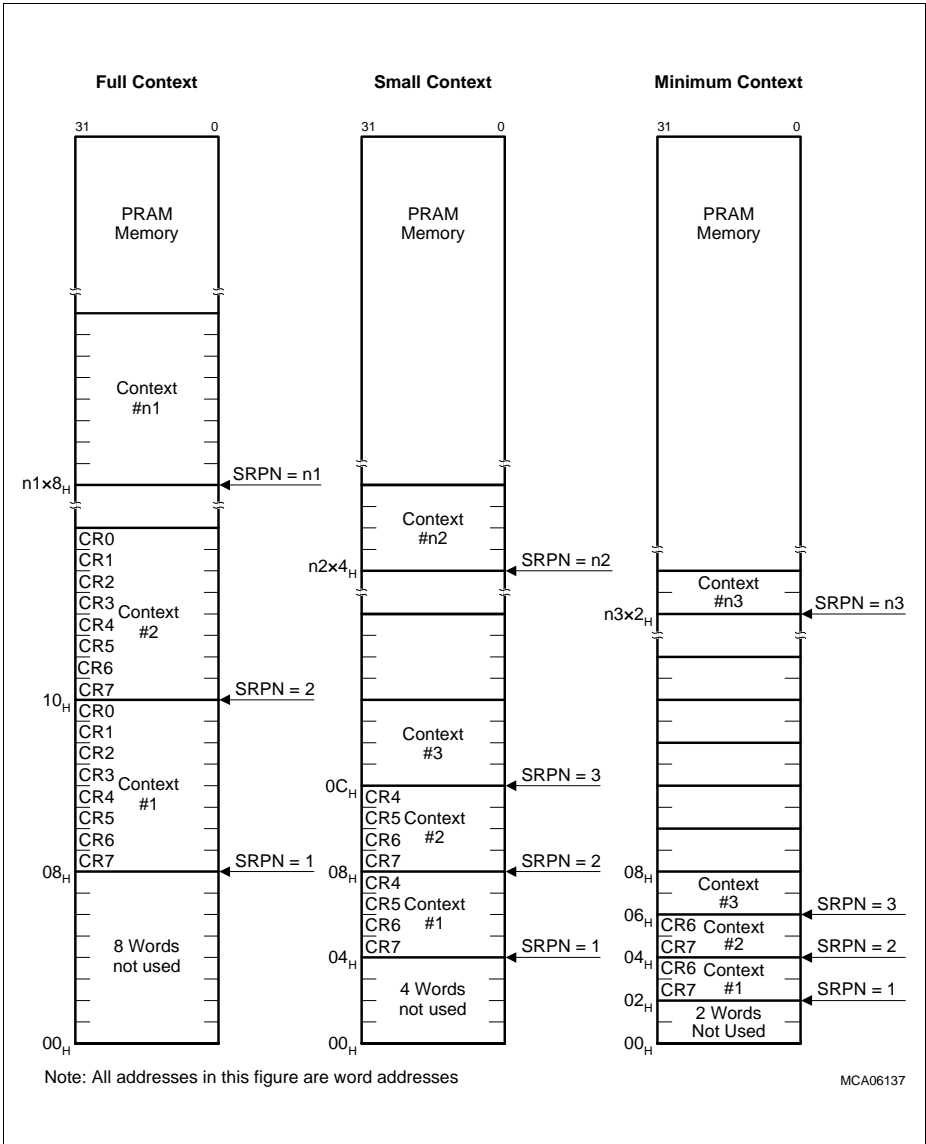 Full Context
31 0
PRAM
Memory
Context
#n1
n1×8H
SRPN = n1
CR0
CR1
CR2
CR3
CR4
CR5
CR6
CR7
Context
#2
10H
SRPN = 2
CR0
CR1
CR2
CR3
CR4
CR5
CR6
CR7
Context
#1
08H
SRPN = 1
8 Words
not used
00H
Small Context
31 0
PRAM
Memory
Context
#n2
n2×4H
SRPN = n2
Context
#3
0CH
SRPN = 3
CR4
CR5
CR6
CR7
Context
#2
08H
SRPN = 2
CR4
CR5
CR6
CR7
Context
#1
04H
SRPN = 1
4 Words
not used
00H
Minimum Context
31 0
PRAM
Memory
Context
#n3
n3×2H
SRPN = n3
08H
Context
#3
06H
SRPN = 3
CR6
CR7
Context
#2
04H
SRPN = 2
CR6
CR7
Context
#1
02H
SRPN = 1
2 Words
Not Used
00H
Note: All addresses in this figure are word addresses
MCA06137